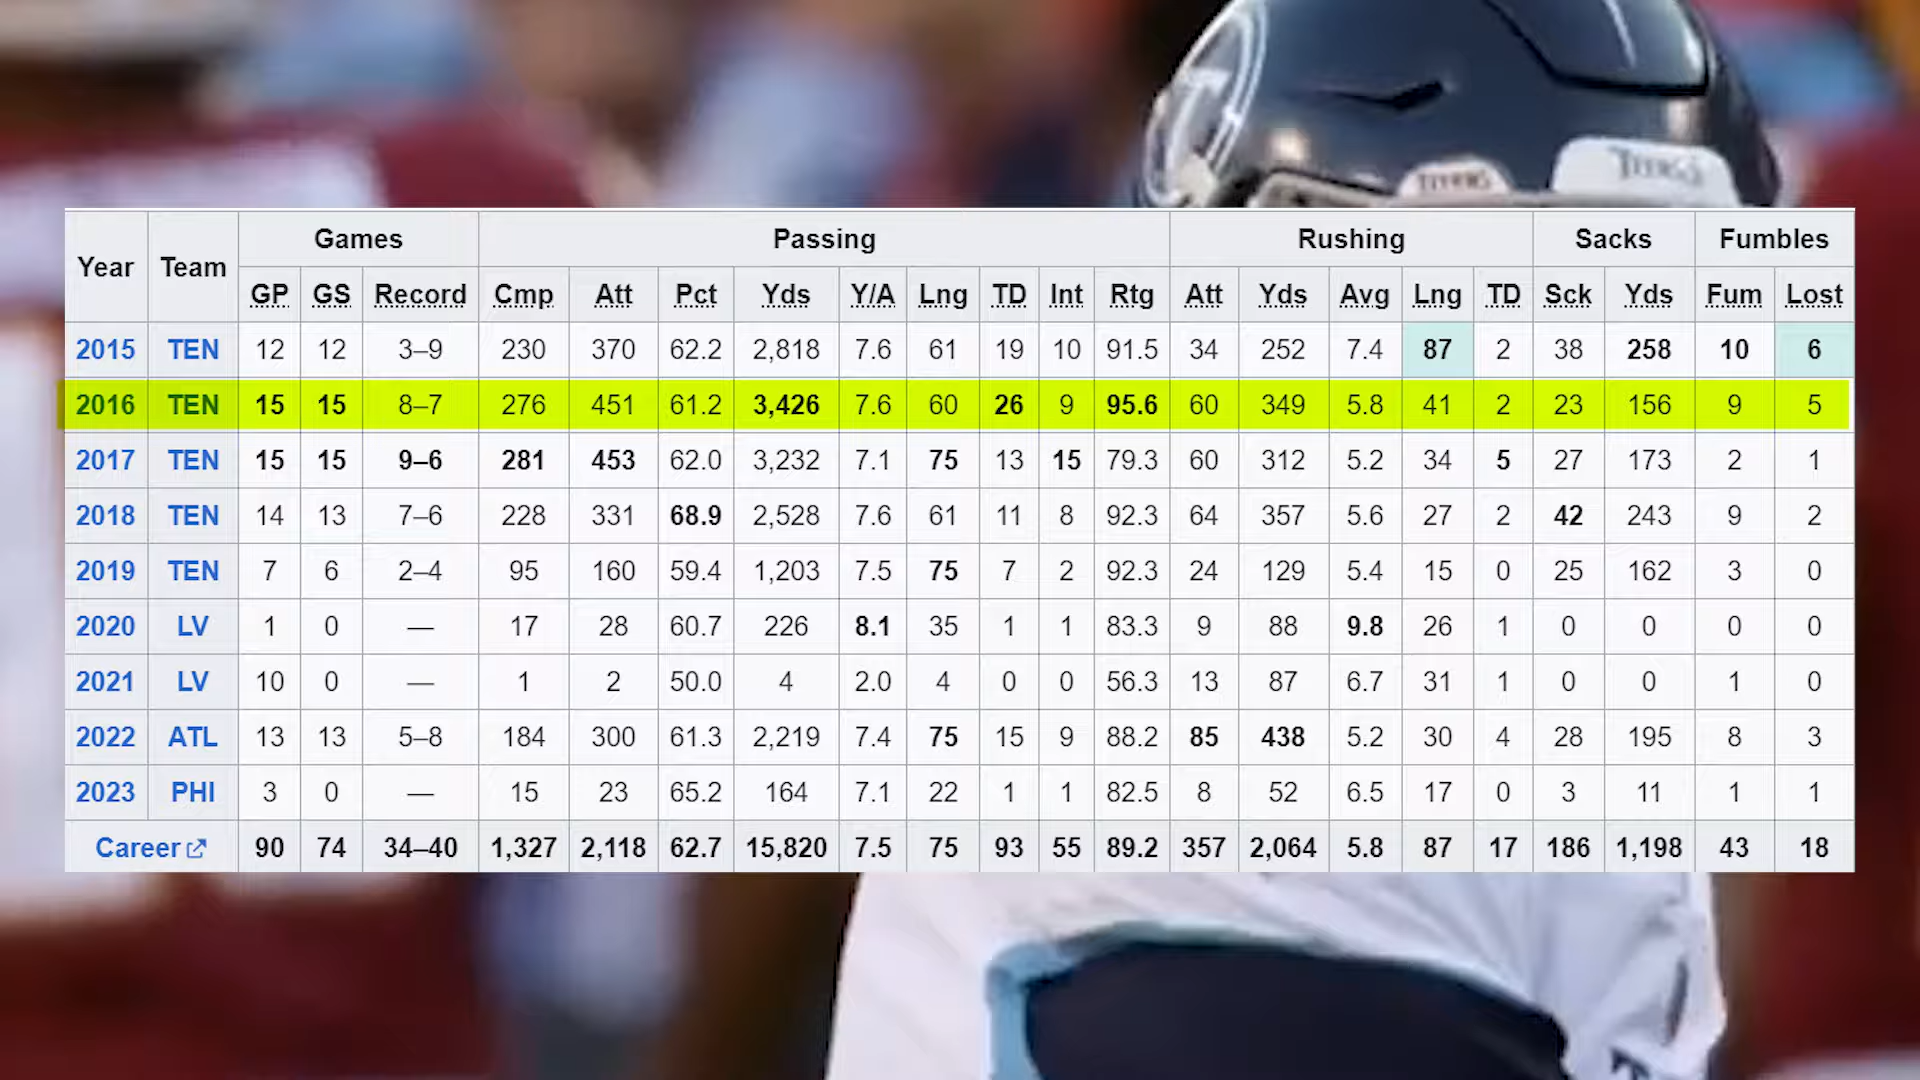 TITANS
TITANS
Year Team Games Passing Rushing Sacks Fumbles
GP GS Record Cmp Att Pct Yds Y/A Lng TD Int Rtg Att Yds Avg Lng TD Sck Yds Fum Lost
2015 TEN 12 12 3–9 230 370 62.2 2,818 7.6 61 19 10 91.5 34 252 7.4 87 2 38 258 10 6
2016 TEN 15 15 8–7 276 451 61.2 3,426 7.6 60 26 9 95.6 60 349 5.8 41 2 23 156 9 5
2017 TEN 15 15 9–6 281 453 62.0 3,232 7.1 75 13 15 79.3 60 312 5.2 34 5 27 173 2 1
2018 TEN 14 13 7–6 228 331 68.9 2,528 7.6 61 11 8 92.3 64 357 5.6 27 2 42 243 9 2
2019 TEN 7 6 2–4 95 160 59.4 1,203 7.5 75 7 2 92.3 24 129 5.4 15 0 25 162 3 0
2020 LV 1 0 — 17 28 60.7 226 8.1 35 1 1 83.3 9 88 9.8 26 1 0 0 0 0
2021 LV 10 0 — 1 2 50.0 4 2.0 4 0 0 56.3 13 87 6.7 31 1 0 0 1 0
2022 ATL 13 13 5–8 184 300 61.3 2,219 7.4 75 15 9 88.2 85 438 5.2 30 4 28 195 8 3
2023 PHI 3 0 — 15 23 65.2 164 7.1 22 1 1 82.5 8 52 6.5 17 0 3 11 1 1
Career 90 74 34–40 1,327 2,118 62.7 15,820 7.5 75 93 55 89.2 357 2,064 5.8 87 17 186 1,198 43 18